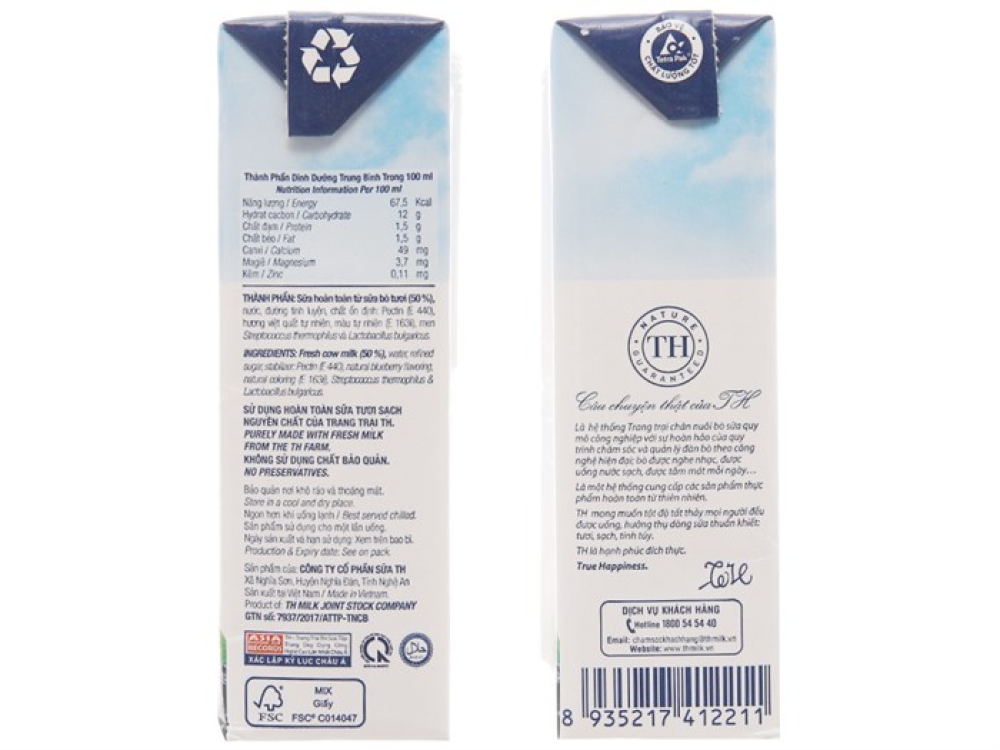 Thành Phần Dinh Dưỡng Trung Bình Trong 100 ml
Nutrition Information Per 100 ml
Năng lượng / Energy 67,5 Kcal
Hydrat cacbon / Carbohydrate 12 g
Chất đạm / Protein 1,5 g
Chất béo / Fat 1,5 g
Canxi / Calcium 49 mg
Magiê / Magnesium 3,7 mg
Kẽm / Zinc 0,11 mg
THÀNH PHẦN: Sữa hoàn toàn từ sữa bò tươi (50 %),
nước, đường tinh luyện, chất ổn định: Pectin (E 440),
hương việt quất tự nhiên, màu tự nhiên (E 163ii), men
Streptococcus thermophilus và Lactobacillus bulgaricus.
INGREDIENTS: Fresh cow milk (50 %), water, refined
sugar, stabilizer: Pectin (E 440), natural blueberry flavoring,
natural coloring (E 163ii), Streptococcus thermophilus &
Lactobacillus bulgaricus.
SỬ DỤNG HOÀN TOÀN SỮA TƯƠI SẠCH
NGUYÊN CHẤT CỦA TRANG TRẠI TH.
PURELY MADE WITH FRESH MILK
FROM THE TH FARM.
KHÔNG SỬ DỤNG CHẤT BẢO QUẢN.
NO PRESERVATIVES.
Bảo quản nơi khô ráo và thoáng mát.
Store in a cool and dry place.
Ngon hơn khi uống lạnh / Best served chilled.
Sản phẩm sử dụng cho một lần uống.
Ngày sản xuất và hạn sử dụng: Xem trên bao bì.
Production & Expiry date: See on pack.
Sản phẩm của: CÔNG TY CỔ PHẦN SỮA TH
Xã Nghĩa Sơn, Huyện Nghĩa Đàn, Tỉnh Nghệ An
Sản xuất tại Việt Nam / Made in Vietnam.
Product of: TH MILK JOINT STOCK COMPANY
GTN số: 7937/2017/ATTP-TNCB
ASIA
RECORDS
XÁC LẬP KỶ LỤC CHÂU Á
FSC
MIX
Giấy
FSC® C014047
BẢO VỆ
Tetra Pak
CHẤT LƯỢNG TỐT
NATURE
TH
GUARANTEED
Câu chuyện thật của TH
Là hệ thống Trang trại chăn nuôi bò sữa quy
mô công nghiệp với sự hoàn hảo của quy
trình chăm sóc và quản lý đàn bò theo công
nghệ hiện đại; bò được nghe nhạc, được
uống nước sạch, được tắm mát mỗi ngày...
Là một hệ thống cung cấp các sản phẩm thực
phẩm hoàn toàn từ thiên nhiên.
TH mong muốn tột độ tất thảy mọi người đều
được uống, hưởng thụ dòng sữa thuần khiết:
tươi, sạch, tinh túy.
TH là hạnh phúc đích thực.
True Happiness.
DỊCH VỤ KHÁCH HÀNG
Hotline 1800 54 54 40
Email: chamsockhachhang@thmilk.vn
Website: www.thmilk.vn
8 935217 412211